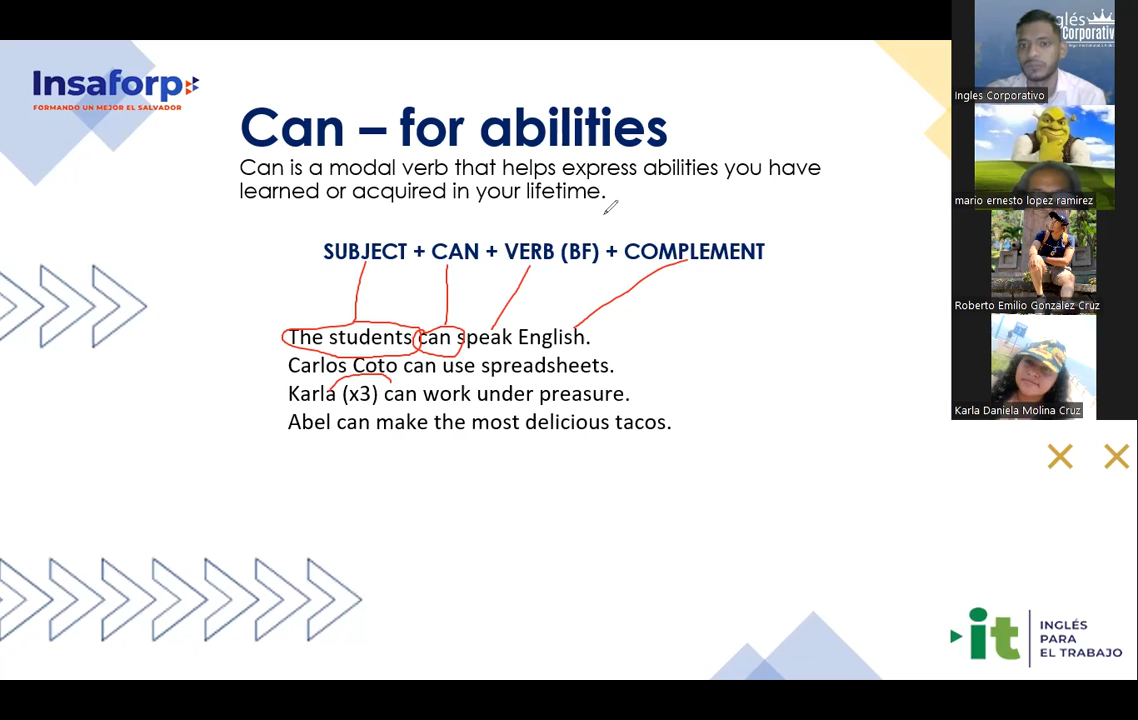 Insaforp
FORMANDO UN MEJOR EL SALVADOR
Can – for abilities
Can is a modal verb that helps express abilities you have
learned or acquired in your lifetime.
SUBJECT + CAN + VERB (BF) + COMPLEMENT
The students can speak English.
Carlos Coto can use spreadsheets.
Karla (x3) can work under preasure.
Abel can make the most delicious tacos.
it
INGLÉS
PARA
EL TRABAJO
glés
Corporativ
Ingles Corporativo
mario ernesto lopez ramirez
Roberto Emilio Gonzalez Cruz
Karla Daniela Molina Cruz